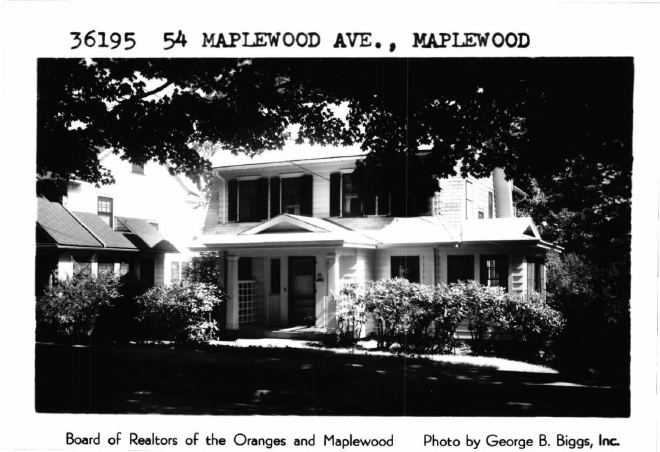 36195 54 MAPLEWOOD AVE., MAPLEWOOD
Board of Realtors of the Oranges and Maplewood Photo by George B. Biggs, Inc.